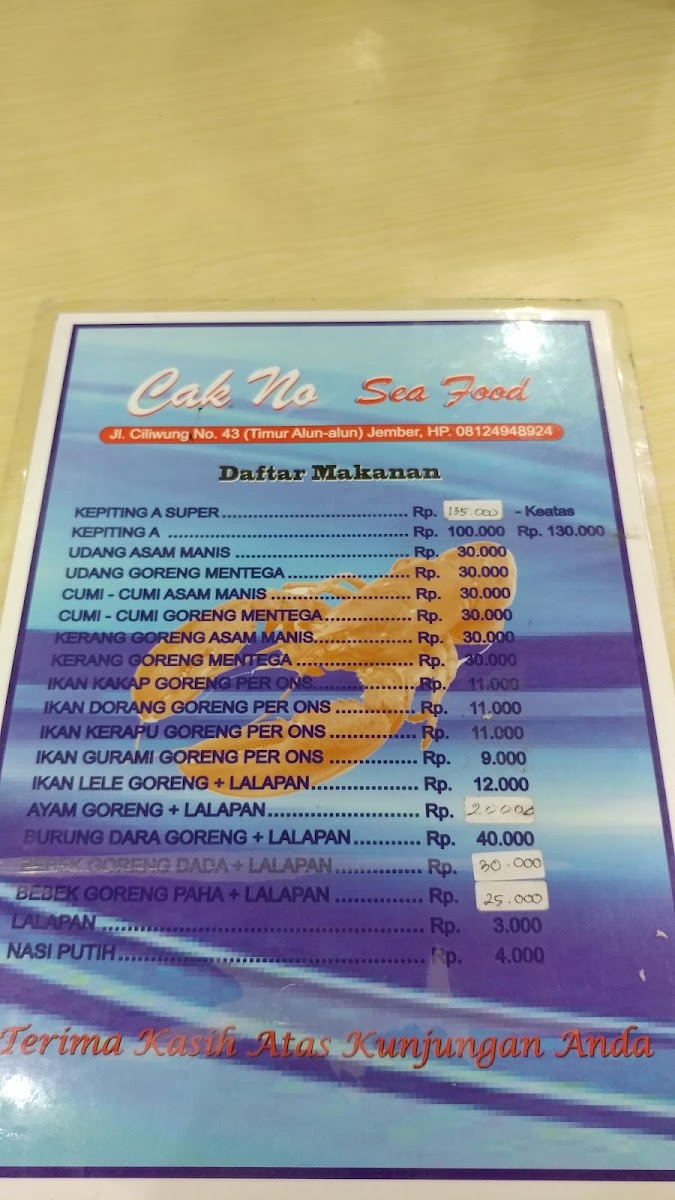 Cak No Sea Food
Jl. Ciliwung No. 43 (Timur Alun-alun) Jember, HP. 08124948924
Daftar Makanan
KEPITING A SUPER ........ Rp. 135.000 - Keatas
KEPITING A ........ Rp. 100.000 Rp. 130.000
UDANG ASAM MANIS ........ Rp. 30.000
UDANG GORENG MENTEGA ........ Rp. 30.000
CUMI - CUMI ASAM MANIS ........ Rp. 30.000
CUMI - CUMI GORENG MENTEGA ........ Rp. 30.000
KERANG GORENG ASAM MANIS ........ Rp. 30.000
KERANG GORENG MENTEGA ........ Rp. 30.000
IKAN KAKAP GORENG PER ONS ........ Rp. 11.000
IKAN DORANG GORENG PER ONS ........ Rp. 11.000
IKAN KERAPU GORENG PER ONS ........ Rp. 11.000
IKAN GURAMI GORENG PER ONS ........ Rp. 9.000
IKAN LELE GORENG + LALAPAN ........ Rp. 12.000
AYAM GORENG + LALAPAN ........ Rp. 20000
BURUNG DARA GORENG + LALAPAN ........ Rp. 40.000
BEBEK GORENG DADA + LALAPAN ........ Rp. 30.000
BEBEK GORENG PAHA + LALAPAN ........ Rp. 25.000
LALAPAN ........ Rp. 3.000
NASI PUTIH ........ Rp. 4.000
Terima Kasih Atas Kunjungan Anda